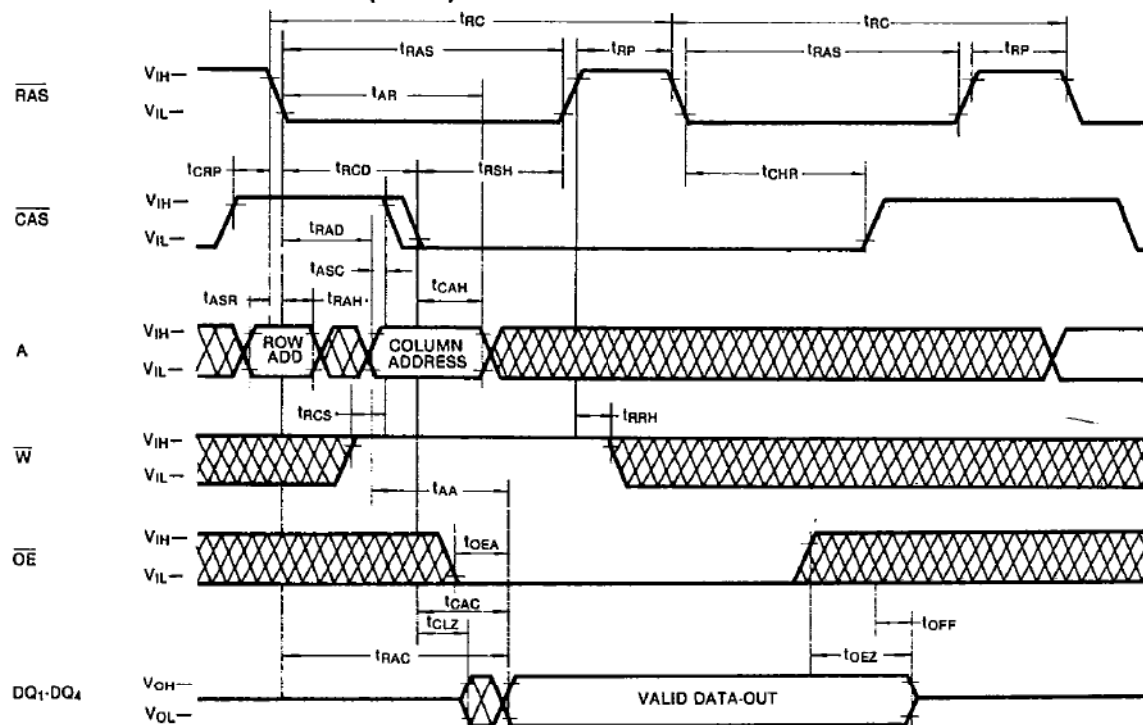 tRC tRC
tRAS tRP tRAS tRP
RAS VIH VIL tAR
tCRP tRCD tRSH tCHR
CAS VIH VIL tRAD
tASC
tASR tRAH tCAH
A VIH VIL ROW ADD COLUMN ADDRESS
tRCS tRRH
W VIH VIL
tAA
OE VIH VIL tOEA
tCAC
tCLZ tOFF
tRAC tOEZ
DQ1-DQ4 VOH VOL VALID DATA-OUT